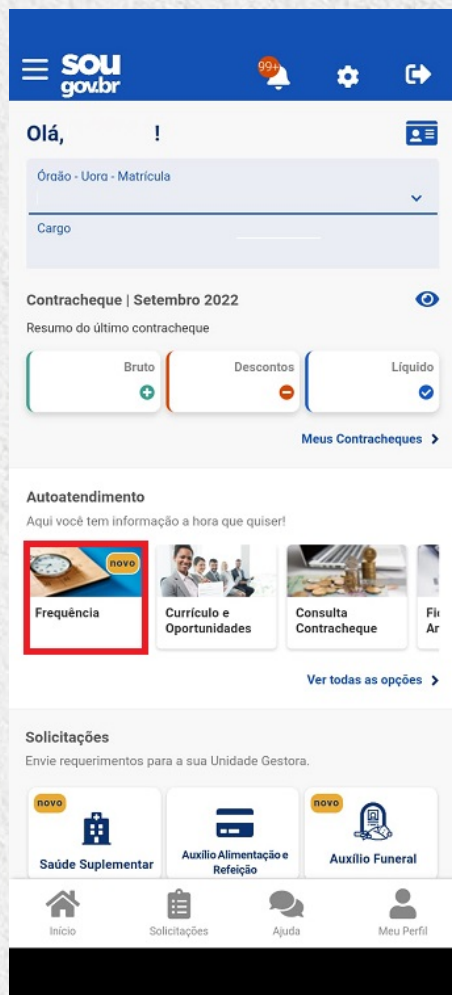 sou
gov.br
99+
Olá, !
Órgão - Uorg - Matrícula
Cargo
Contracheque | Setembro 2022
Resumo do último contracheque
Bruto
Descontos
Líquido
Meus Contracheques
Autoatendimento
Aqui você tem informação a hora que quiser!
novo
Frequência
Currículo e
Oportunidades
Consulta
Contracheque
Fic
Ar
Ver todas as opções
Solicitações
Envie requerimentos para a sua Unidade Gestora.
novo
Saúde Suplementar
Auxílio Alimentação e
Refeição
novo
Auxílio Funeral
Início
Solicitações
Ajuda
Meu Perfil